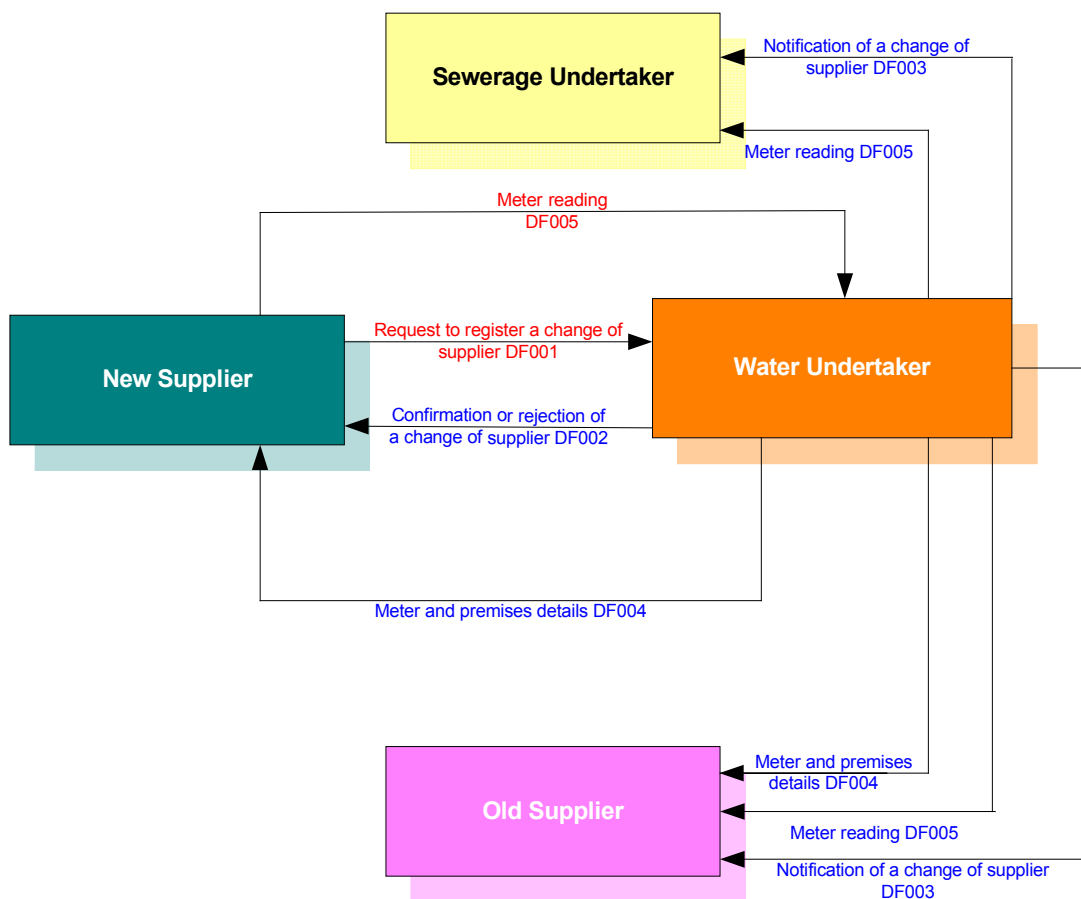 Notification of a change of
supplier DF003
Sewerage Undertaker
Meter reading DF005
Meter reading
DF005
Request to register a change of
supplier DF001
New Supplier
Water Undertaker
Confirmation or rejection of
a change of supplier DF002
Meter and premises details DF004
Meter and premises
details DF004
Old Supplier
Meter reading DF005
Notification of a change of supplier
DF003